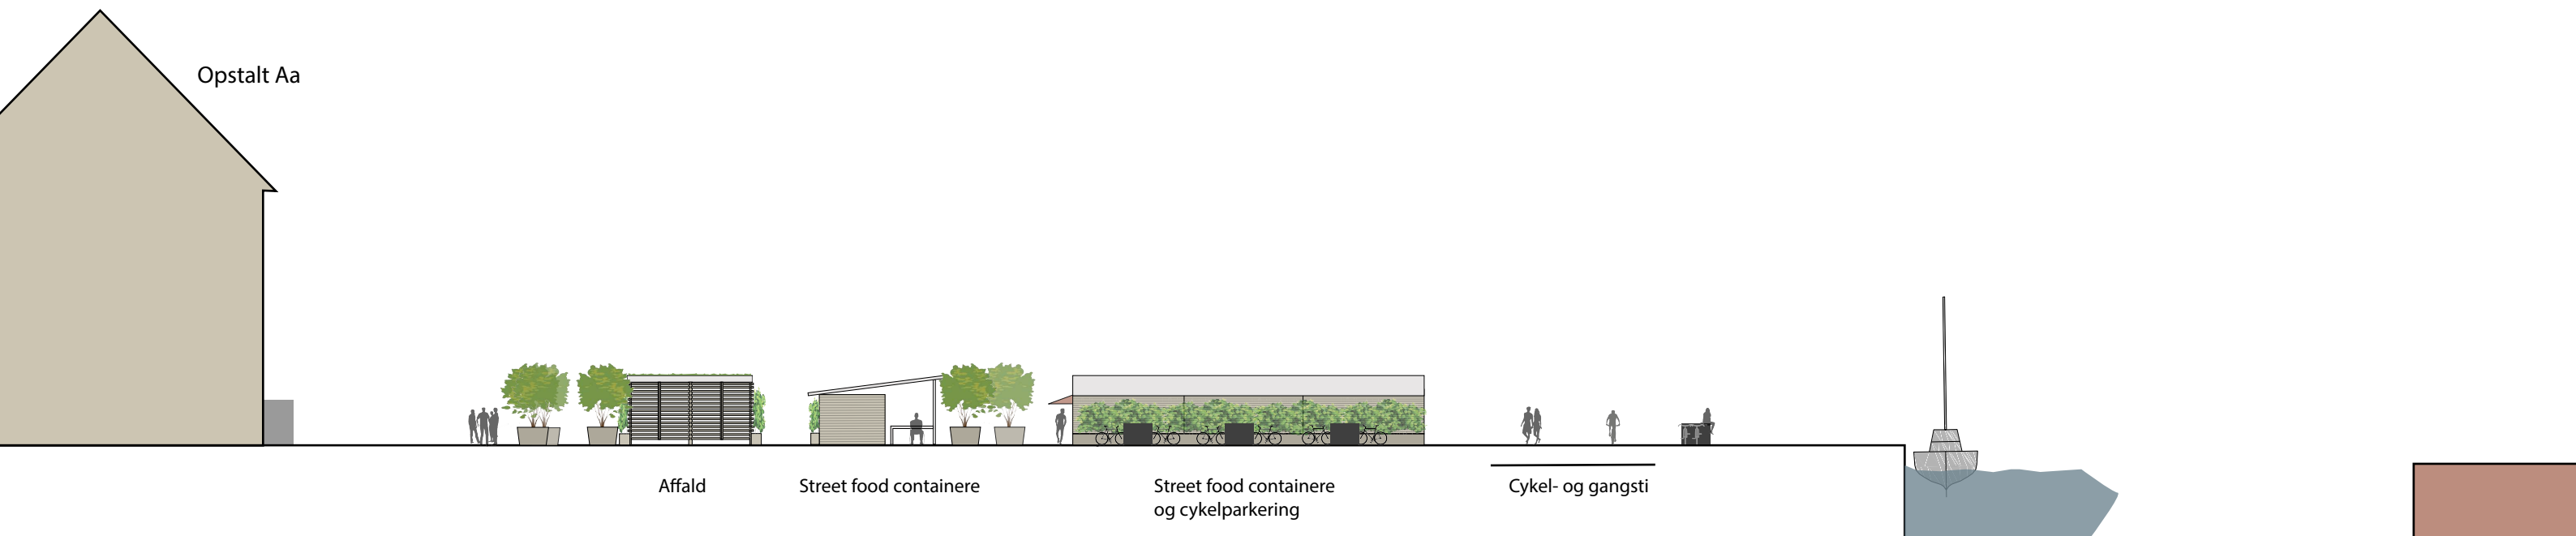 Opstalt Aa
Affald
Street food containere
Street food containere
og cykelparkering
Cykel- og gangsti